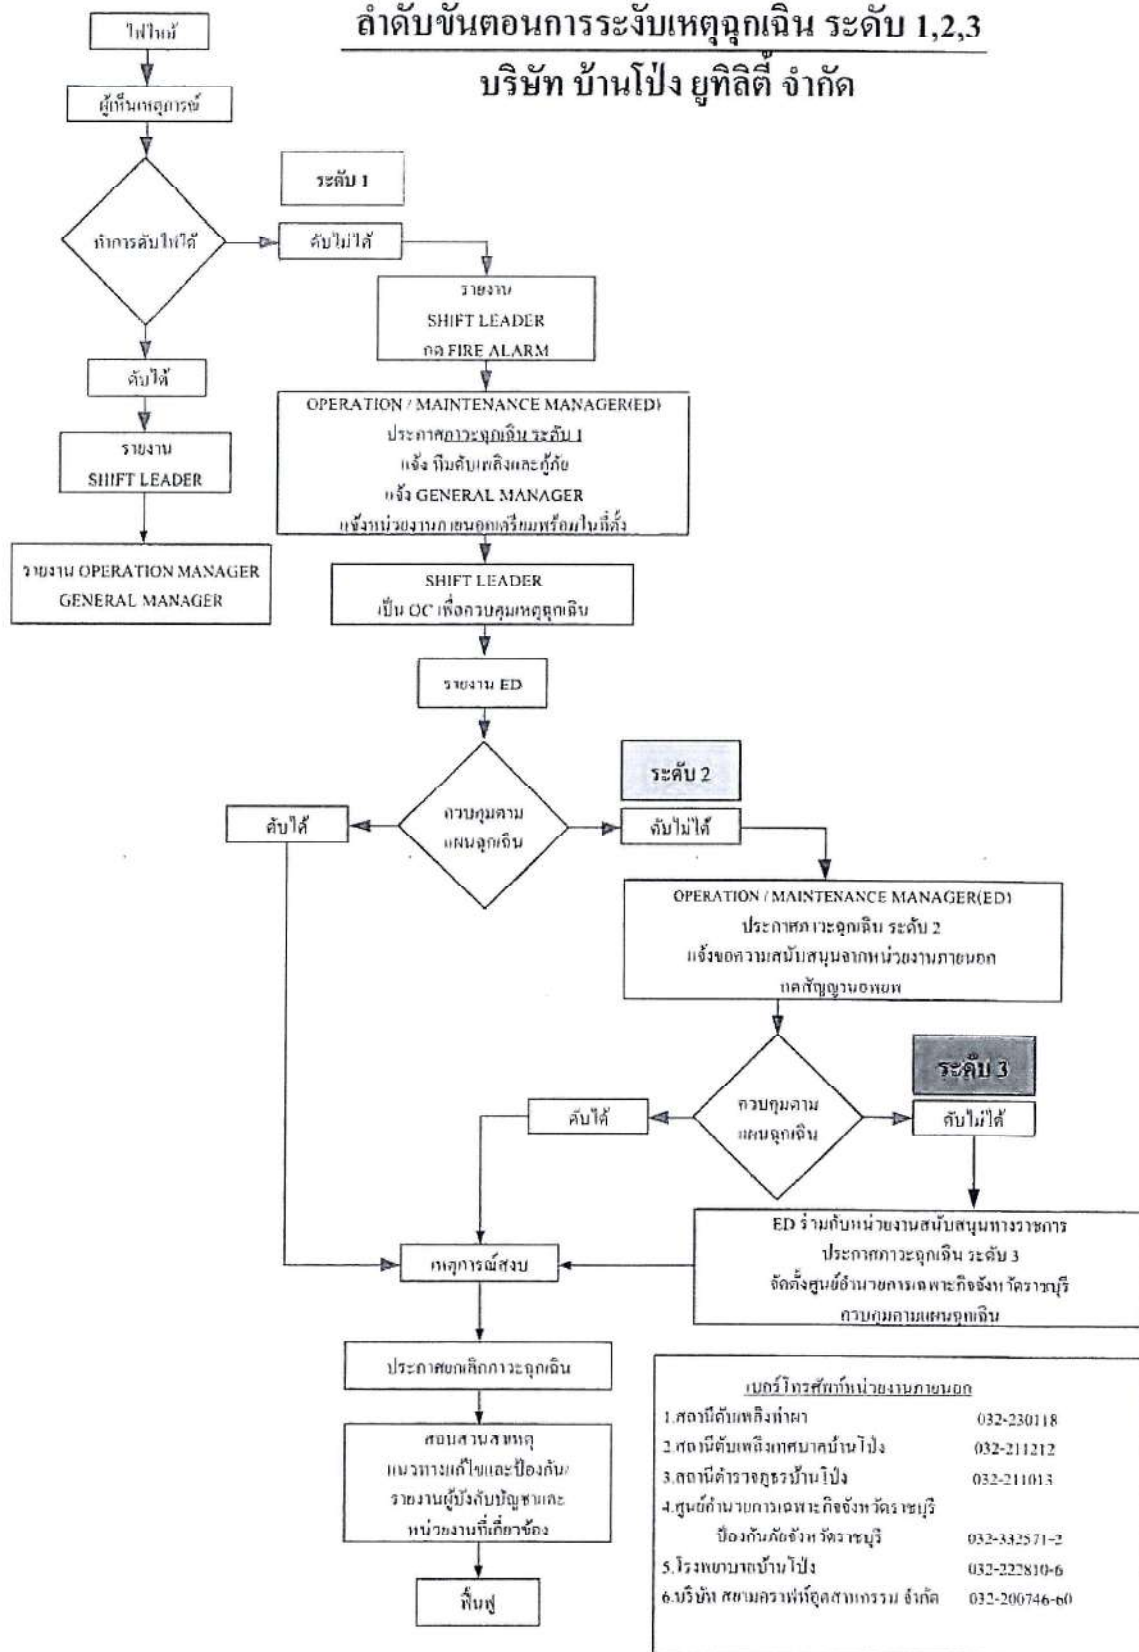 ลำดับขั้นตอนการระงับเหตุฉุกเฉิน ระดับ 1,2,3
บริษัท บ้านโป่ง ยูทิลิตี้ จำกัด
ไฟไหม้
ผู้เห็นเหตุการณ์
ระดับ 1
ทำการดับไฟได้
ดับไม่ได้
รายงาน
SHIFT LEADER
กด FIRE ALARM
ดับได้
รายงาน
SHIFT LEADER
รายงาน OPERATION MANAGER
GENERAL MANAGER
OPERATION / MAINTENANCE MANAGER(ED)
ประกาศภาวะฉุกเฉิน ระดับ 1
แจ้ง ทีมดับเพลิงและกู้ภัย
แจ้ง GENERAL MANAGER
แจ้งหน่วยงานภายนอกเตรียมพร้อมในที่ตั้ง
SHIFT LEADER
เป็น OC เพื่อควบคุมเหตุฉุกเฉิน
รายงาน ED
ระดับ 2
ควบคุมตาม
แผนฉุกเฉิน
ดับได้
ดับไม่ได้
OPERATION / MAINTENANCE MANAGER(ED)
ประกาศภาวะฉุกเฉิน ระดับ 2
แจ้งขอความสนับสนุนจากหน่วยงานภายนอก
กดสัญญานอพยพ
ระดับ 3
ควบคุมตาม
แผนฉุกเฉิน
ดับได้
ดับไม่ได้
ED ร่วมกับหน่วยงานสนับสนุนทางราชการ
ประกาศภาวะฉุกเฉิน ระดับ 3
จัดตั้งศูนย์อำนวยการเฉพาะกิจจังหวัดราชบุรี
ควบคุมตามแผนฉุกเฉิน
เหตุการณ์สงบ
ประกาศยกเลิกภาวะฉุกเฉิน
สอบสวนสาเหตุ
แนวทางแก้ไขและป้องกัน/
รายงานผู้บังคับบัญชาและ
หน่วยงานที่เกี่ยวข้อง
ฟื้นฟู
เบอร์โทรศัพท์หน่วยงานภายนอก
1.สถานีดับเพลิงท่าผา 032-230118
2.สถานีดับเพลิงเทศบาลบ้านโป่ง 032-211212
3.สถานีตำรวจภูธรบ้านโป่ง 032-211013
4.ศูนย์อำนวยการเฉพาะกิจจังหวัดราชบุรี
ป้องกันภัยจังหวัดราชบุรี 032-332571-2
5.โรงพยาบาลบ้านโป่ง 032-222810-6
6.บริษัท สยามคราฟท์อุตสาหกรรม จำกัด 032-200746-60